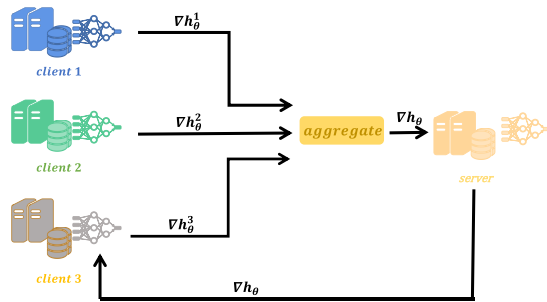 ∇h_θ^1
client 1
∇h_θ^2
aggregate
∇h_θ
client 2
server
∇h_θ^3
client 3
∇h_θ